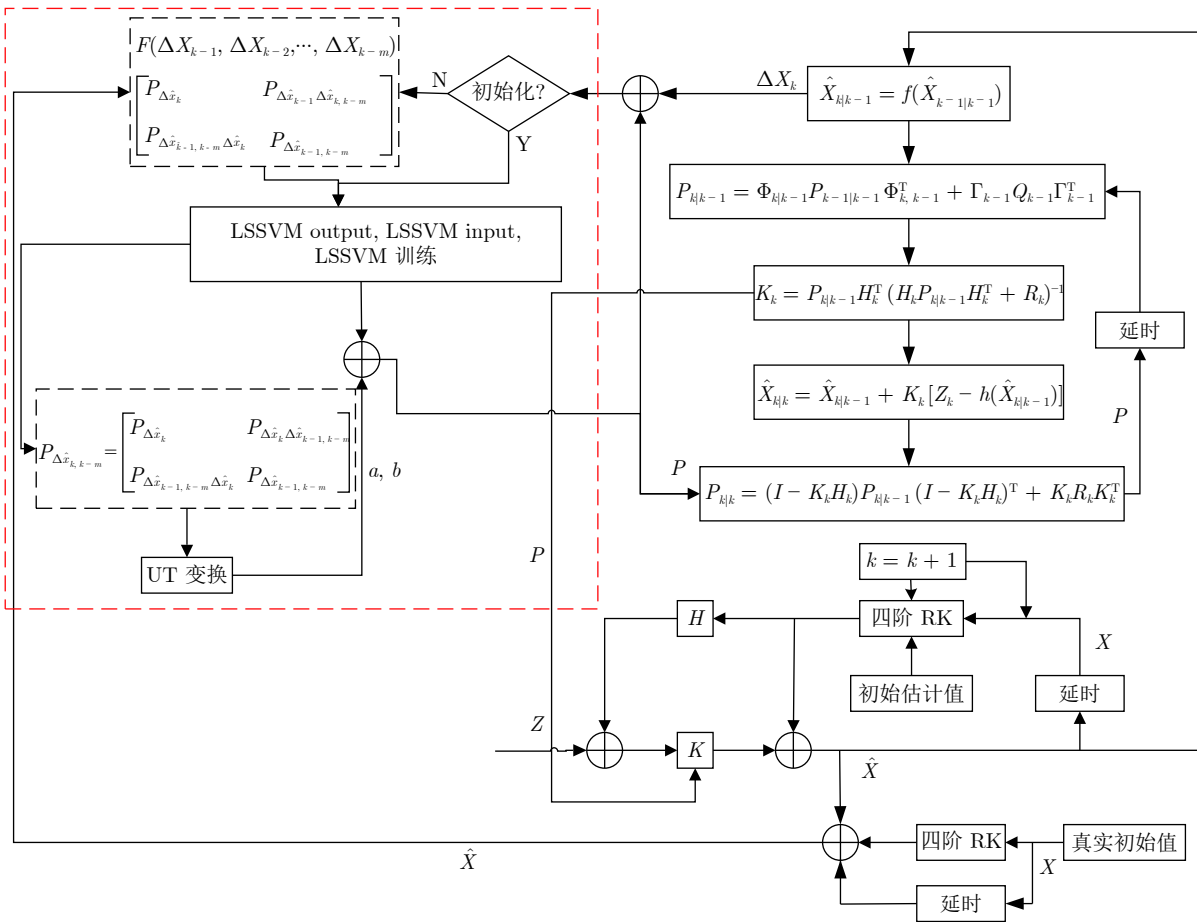 F(ΔX_{k−1}, ΔX_{k−2},···, ΔX_{k−m})
P_{Δx̂_k} P_{Δx̂_{k−1}Δx̂_{k,k−m}}
P_{Δx̂_{k−1,k−m}Δx̂_k} P_{Δx̂_{k−1,k−m}}
N
初始化?
Y
LSSVM output, LSSVM input,
LSSVM 训练
P_{Δx̂_{k,k−m}} = [P_{Δx̂_k} P_{Δx̂_kΔx̂_{k−1,k−m}}
P_{Δx̂_{k−1,k−m}Δx̂_k} P_{Δx̂_{k−1,k−m}}]
a, b
UT 变换
ΔX_k
X̂_{k|k−1} = f(X̂_{k−1|k−1})
P_{k|k−1} = Φ_{k|k−1}P_{k−1|k−1}Φ^T_{k,k−1} + Γ_{k−1}Q_{k−1}Γ^T_{k−1}
K_k = P_{k|k−1}H_k^T(H_kP_{k|k−1}H_k^T + R_k)^{−1}
延时
X̂_{k|k} = X̂_{k|k−1} + K_k[Z_k − h(X̂_{k|k−1})]
P
P
P_{k|k} = (I − K_kH_k)P_{k|k−1}(I − K_kH_k)^T + K_kR_kK_k^T
P
k = k + 1
H
四阶 RK
X
初始估计值
延时
Z
K
X̂
四阶 RK
真实初始值
X̂
X
延时